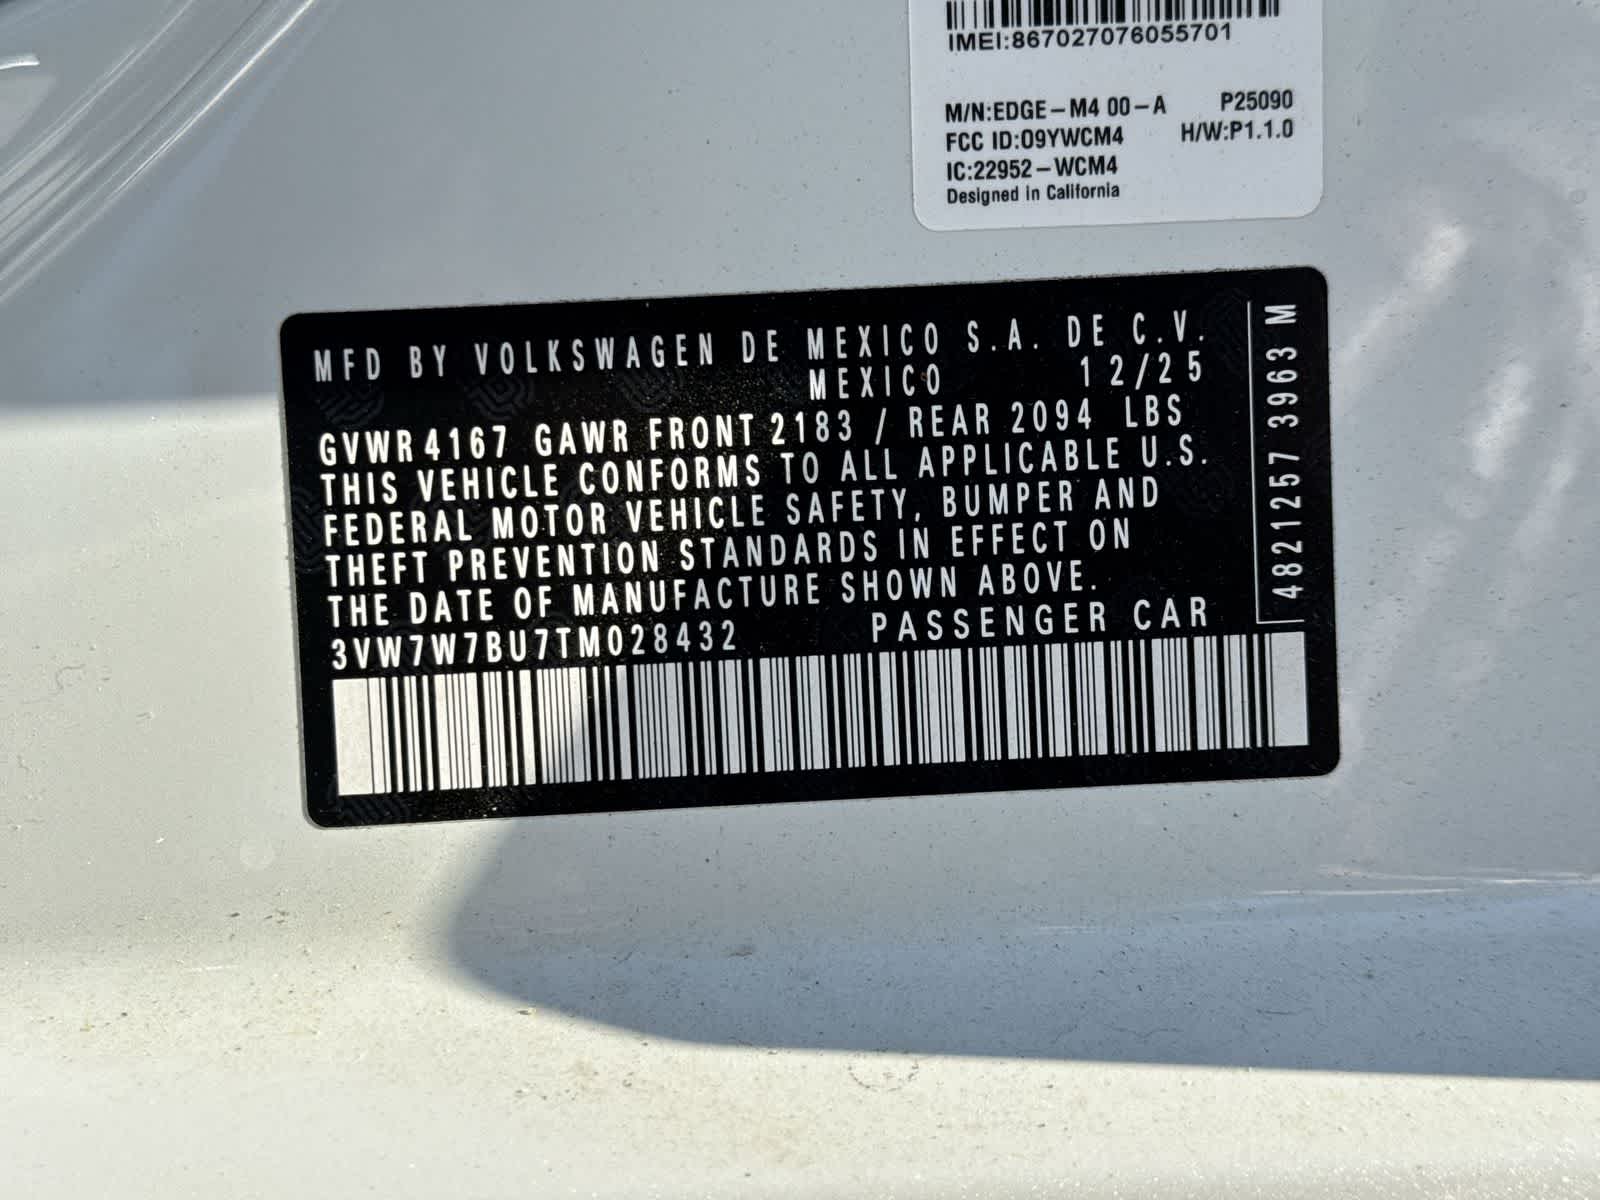 IMEI:867027076055701
M/N:EDGE-M4 00-A P25090
FCC ID:O9YWCM4 H/W:P1.1.0
IC:22952-WCM4
Designed in California
MFD BY VOLKSWAGEN DE MEXICO S.A. DE C.V.
MEXICO 12/25
GVWR 4167 GAWR FRONT 2183 / REAR 2094 LBS
THIS VEHICLE CONFORMS TO ALL APPLICABLE U.S.
FEDERAL MOTOR VEHICLE SAFETY, BUMPER AND
THEFT PREVENTION STANDARDS IN EFFECT ON
THE DATE OF MANUFACTURE SHOWN ABOVE.
3VW7W7BU7TM028432 PASSENGER CAR
4821257 3963 M